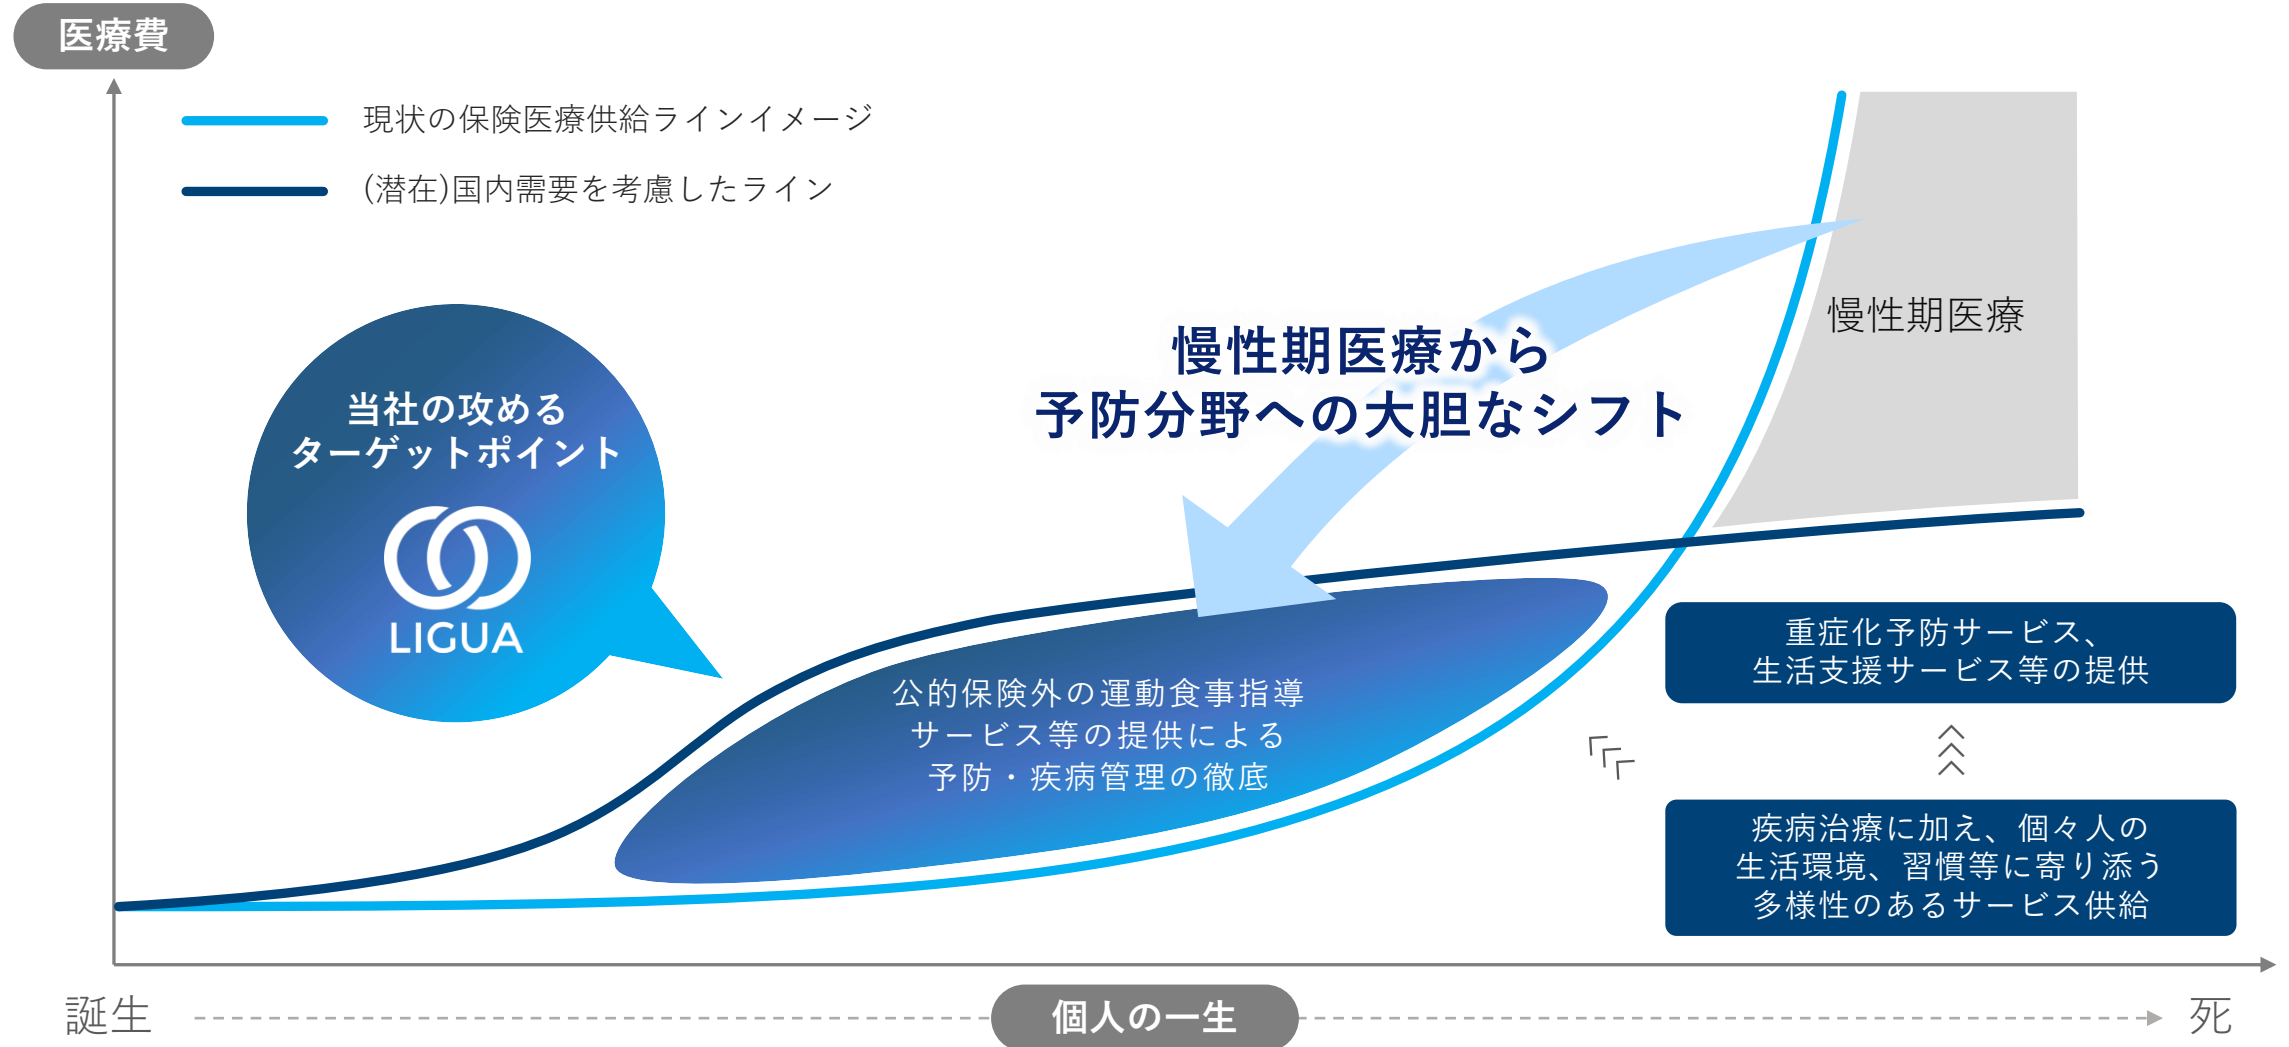 医療費
現状の保険医療供給ラインイメージ
(潜在)国内需要を考慮したライン
当社の攻める
ターゲットポイント
LIGUA
慢性期医療から
予防分野への大胆なシフト
慢性期医療
公的保険外の運動食事指導
サービス等の提供による
予防・疾病管理の徹底
重症化予防サービス、
生活支援サービス等の提供
疾病治療に加え、個々人の
生活環境、習慣等に寄り添う
多様性のあるサービス供給
誕生
個人の一生
死